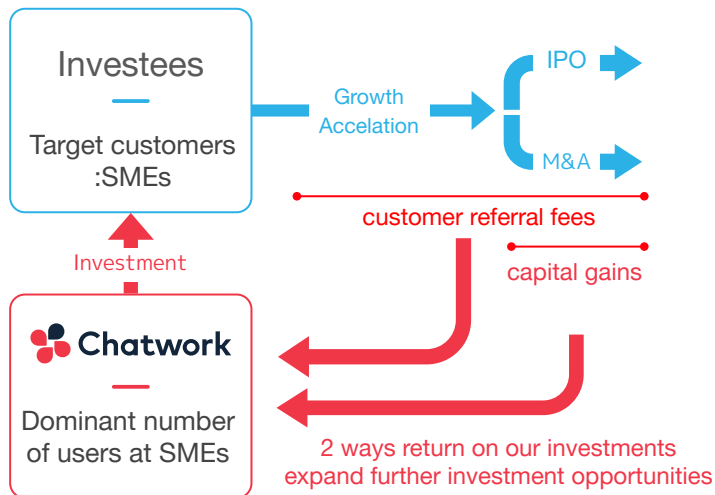 Investees
Target customers
:SMEs
Growth
Accelation
IPO
M&A
customer referral fees
capital gains
Investment
Chatwork
Dominant number
of users at SMEs
2 ways return on our investments
expand further investment opportunities